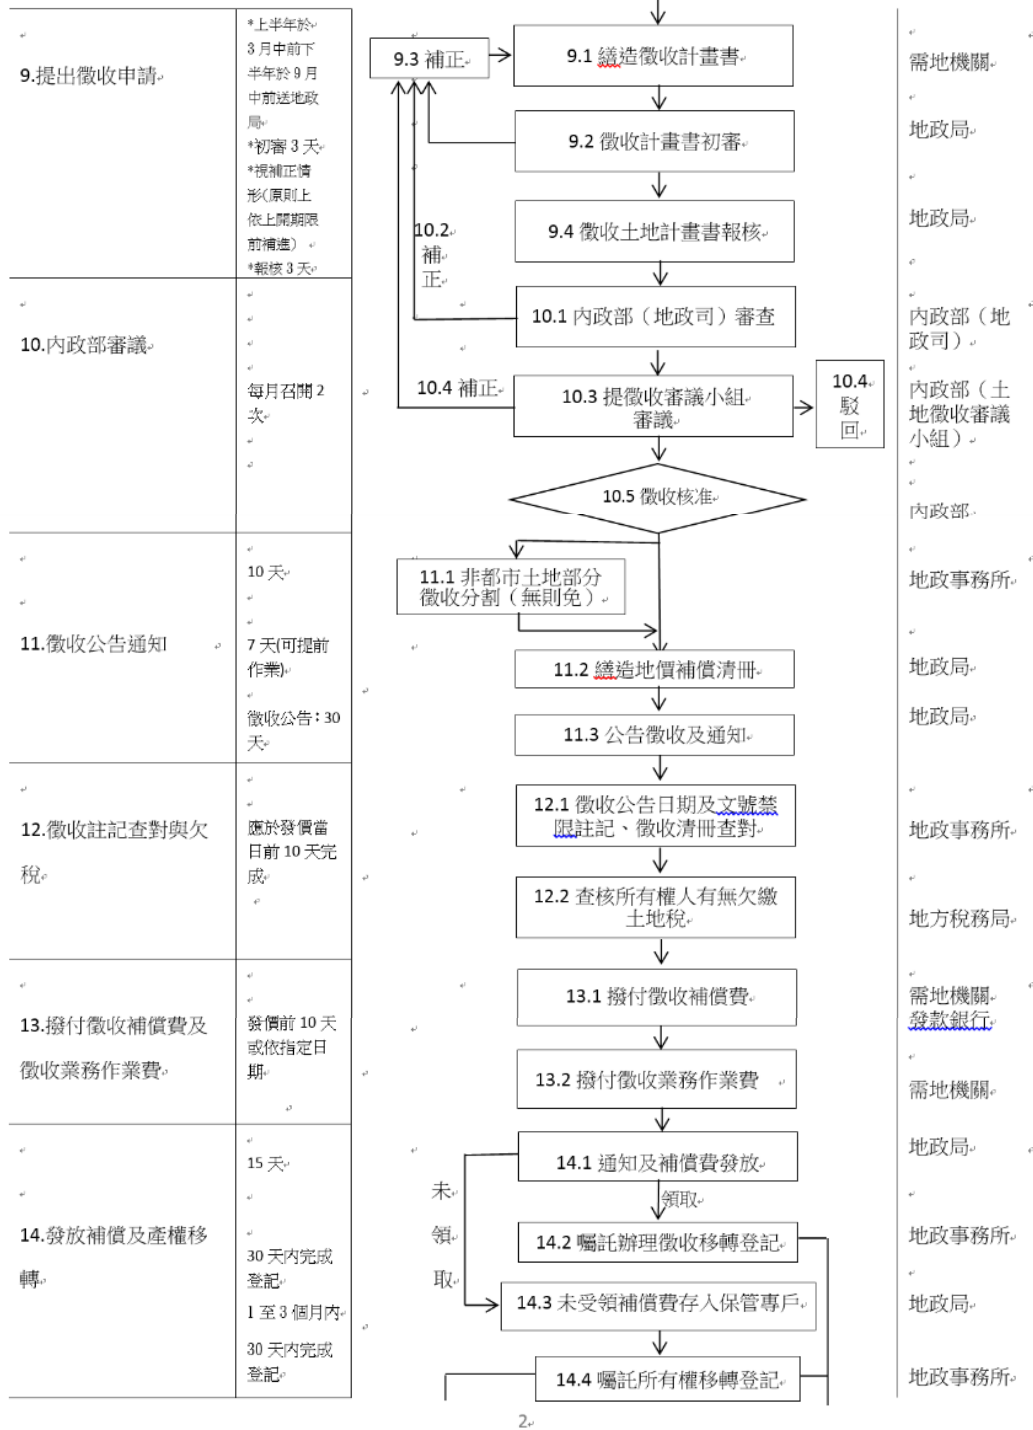 9.提出徵收申請
*上半年於
3 月中前下
半年於 9 月
中前送地政
局
*初審 3 天
*視補正情
形(原則上
依上開期限
前補進)
*報核 3 天
9.3 補正
9.1 繕造徵收計畫書
需地機關
9.2 徵收計畫書初審
地政局
9.4 徵收土地計畫書報核
地政局
10.2
補
正
10.內政部審議
每月召開 2
次
10.1 內政部（地政司）審查
內政部（地
政司）
10.4 補正
10.3 提徵收審議小組
審議
10.4
駁
回
內政部（土
地徵收審議
小組）
10.5 徵收核准
內政部
11.徵收公告通知
10 天
7 天(可提前
作業)
徵收公告：30
天
11.1 非都市土地部分
徵收分割（無則免）
地政事務所
11.2 繕造地價補償清冊
地政局
11.3 公告徵收及通知
地政局
12.徵收註記查對與欠
稅
應於發價當
日前 10 天完
成
12.1 徵收公告日期及文號禁
限註記、徵收清冊查對
地政事務所
12.2 查核所有權人有無欠繳
土地稅
地方稅務局
13.撥付徵收補償費及
徵收業務作業費
發價前 10 天
或依指定日
期
13.1 撥付徵收補償費
需地機關
發款銀行
13.2 撥付徵收業務作業費
需地機關
14.發放補償及產權移
轉
15 天
30 天內完成
登記
1 至 3 個月內
30 天內完成
登記
14.1 通知及補償費發放
地政局
未
領
取
領取
14.2 囑託辦理徵收移轉登記
地政事務所
14.3 未受領補償費存入保管專戶
地政局
14.4 囑託所有權移轉登記
地政事務所
2